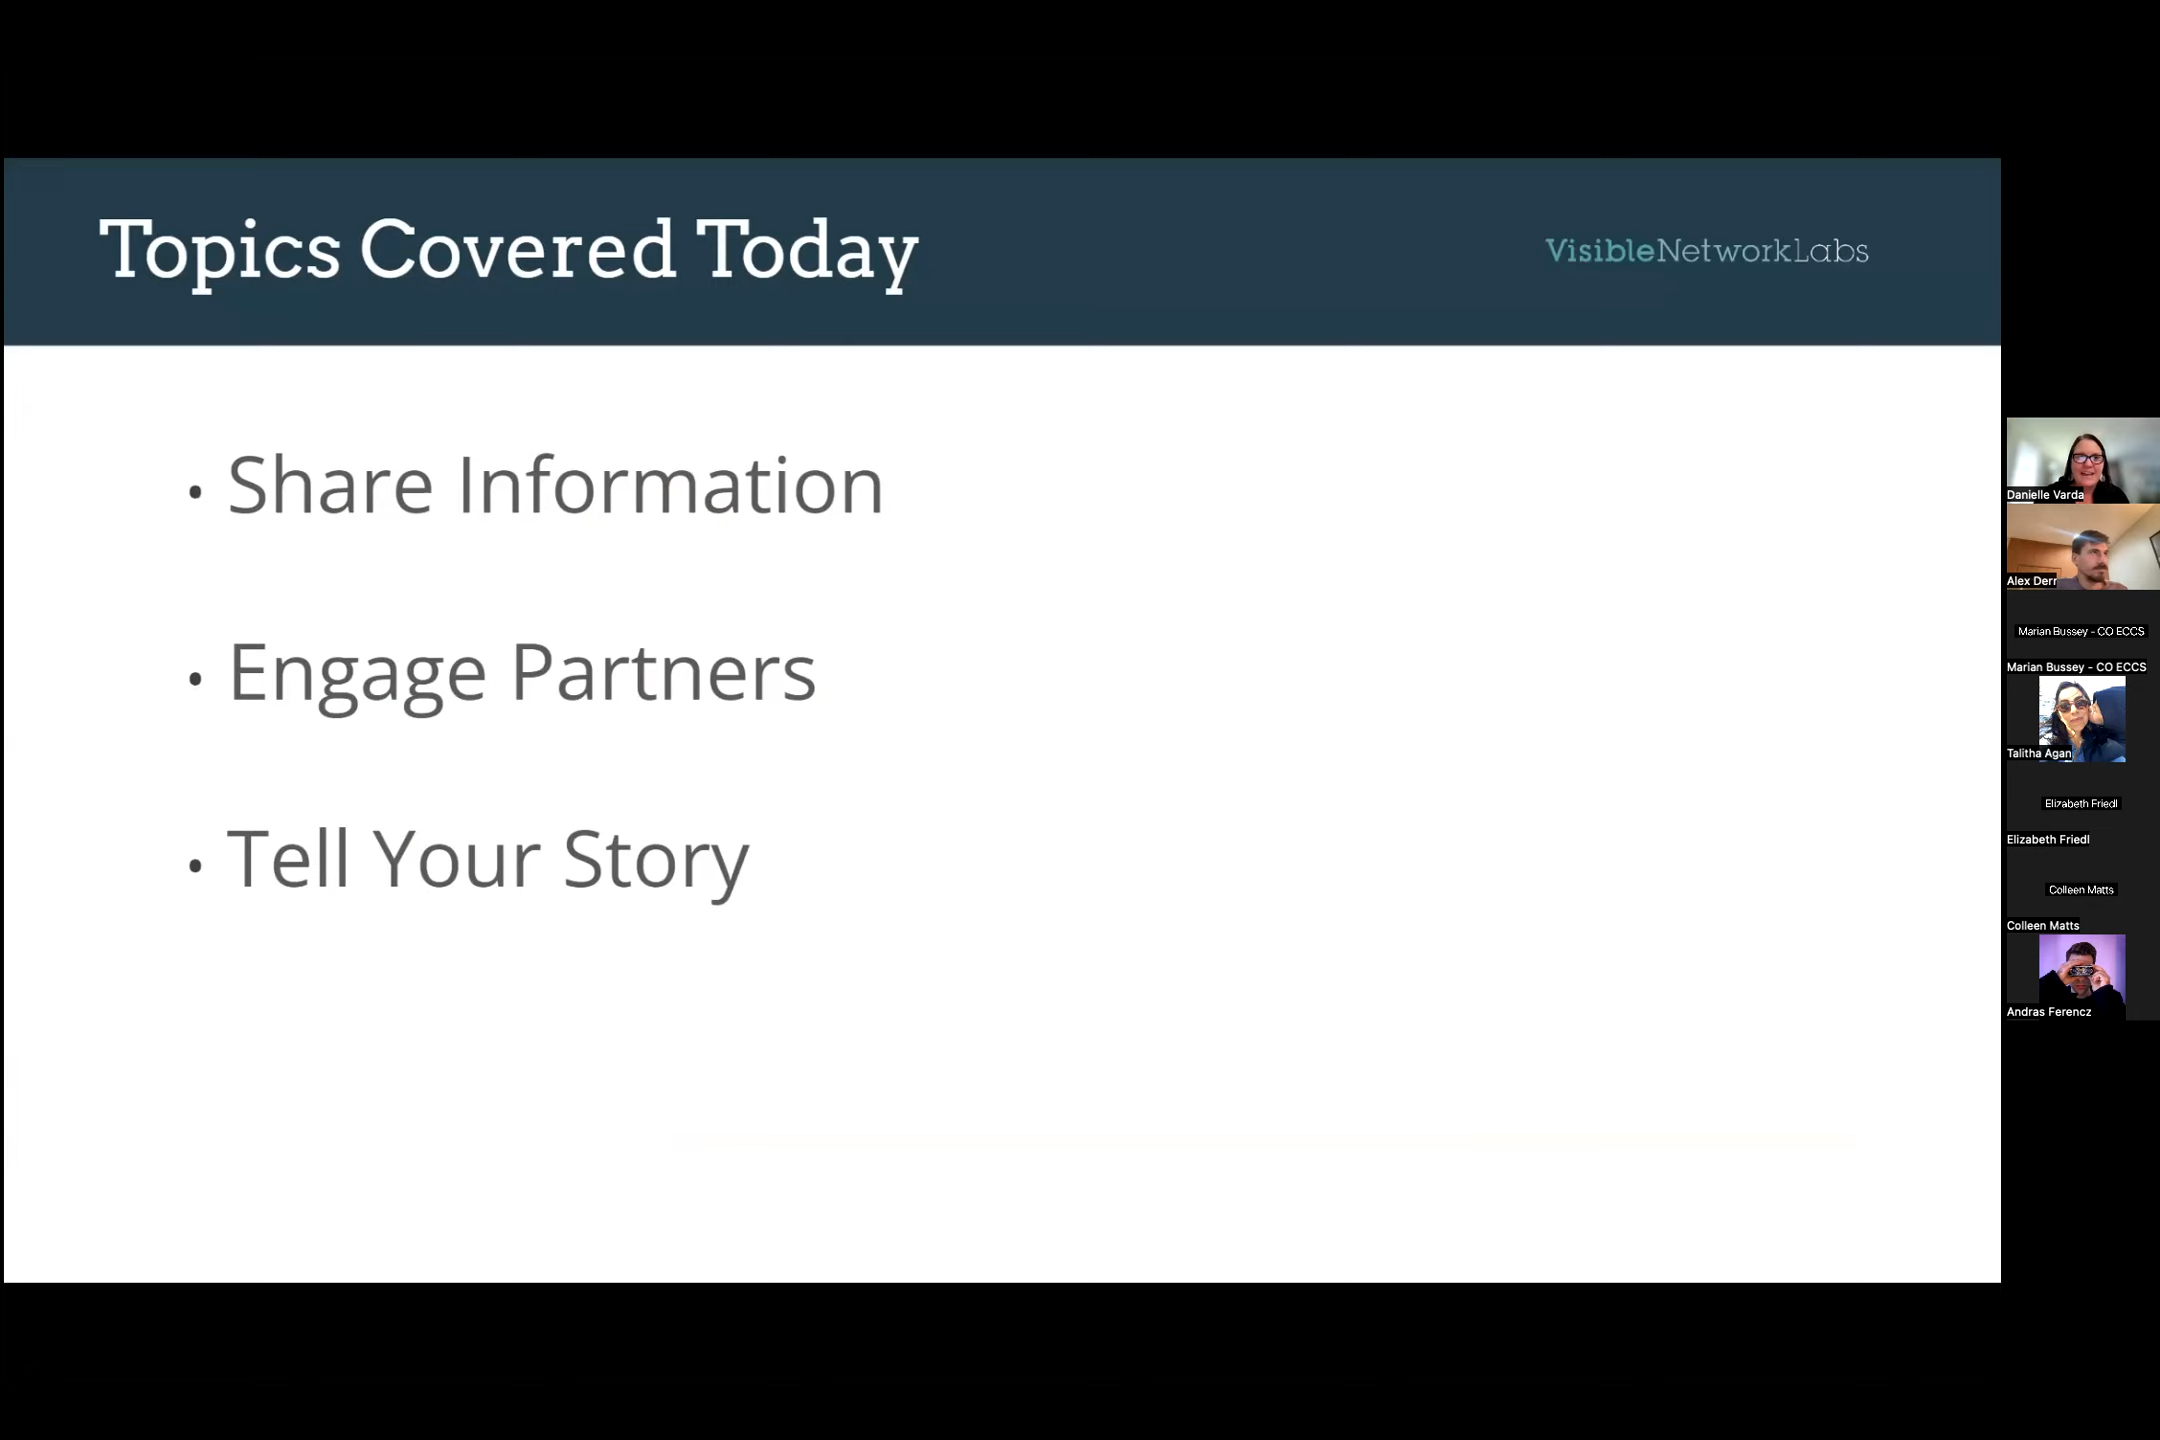 Topics Covered Today
VisibleNetworkLabs
• Share Information
• Engage Partners
• Tell Your Story
Danielle Varda
Alex Derr
Marian Bussey - CO ECCS
Marian Bussey - CO ECCS
Talitha Agan
Elizabeth Friedl
Elizabeth Friedl
Colleen Matts
Colleen Matts
Andras Ferencz